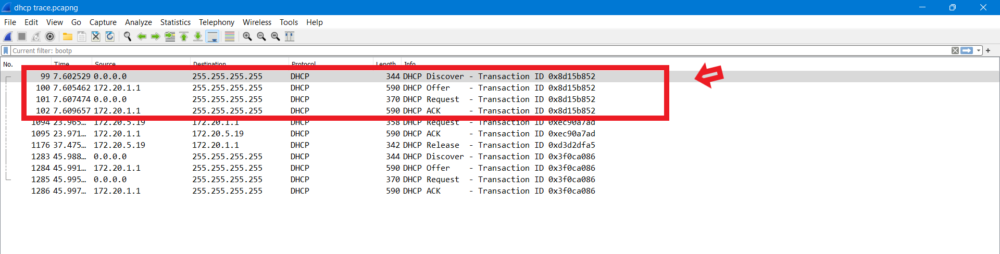 dhcp trace.pcapng
File Edit View Go Capture Analyze Statistics Telephony Wireless Tools Help
Current filter: bootp
No. Time Source Destination Protocol Length Info
99 7.602529 0.0.0.0 255.255.255.255 DHCP 344 DHCP Discover - Transaction ID 0x8d15b852
100 7.605462 172.20.1.1 255.255.255.255 DHCP 590 DHCP Offer - Transaction ID 0x8d15b852
101 7.607474 0.0.0.0 255.255.255.255 DHCP 370 DHCP Request - Transaction ID 0x8d15b852
102 7.609657 172.20.1.1 255.255.255.255 DHCP 590 DHCP ACK - Transaction ID 0x8d15b852
1094 23.965… 172.20.5.19 172.20.1.1 DHCP 358 DHCP Request - Transaction ID 0xec90a7ad
1095 23.971… 172.20.1.1 172.20.5.19 DHCP 590 DHCP ACK - Transaction ID 0xec90a7ad
1176 37.475… 172.20.5.19 172.20.1.1 DHCP 342 DHCP Release - Transaction ID 0xd3d2dfa5
1283 45.988… 0.0.0.0 255.255.255.255 DHCP 344 DHCP Discover - Transaction ID 0x3f0ca086
1284 45.991… 172.20.1.1 255.255.255.255 DHCP 590 DHCP Offer - Transaction ID 0x3f0ca086
1285 45.995… 0.0.0.0 255.255.255.255 DHCP 370 DHCP Request - Transaction ID 0x3f0ca086
1286 45.997… 172.20.1.1 255.255.255.255 DHCP 590 DHCP ACK - Transaction ID 0x3f0ca086